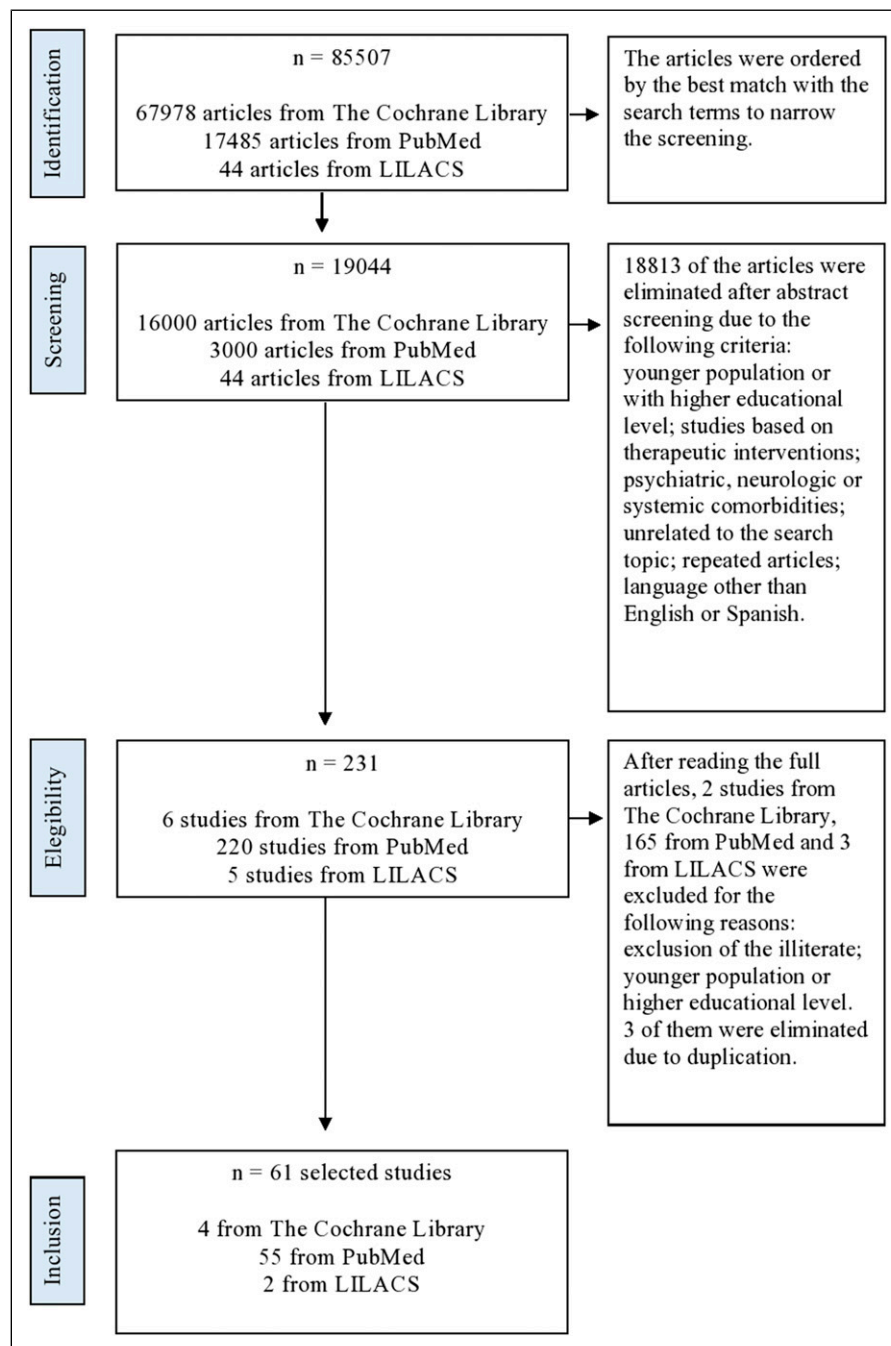 Identification
n = 85507
67978 articles from The Cochrane Library
17485 articles from PubMed
44 articles from LILACS
The articles were ordered
by the best match with the
search terms to narrow
the screening.
Screening
n = 19044
16000 articles from The Cochrane Library
3000 articles from PubMed
44 articles from LILACS
18813 of the articles were
eliminated after abstract
screening due to the
following criteria:
younger population or
with higher educational
level; studies based on
therapeutic interventions;
psychiatric, neurologic or
systemic comorbidities;
unrelated to the search
topic; repeated articles;
language other than
English or Spanish.
Elegibility
n = 231
6 studies from The Cochrane Library
220 studies from PubMed
5 studies from LILACS
After reading the full
articles, 2 studies from
The Cochrane Library,
165 from PubMed and 3
from LILACS were
excluded for the
following reasons:
exclusion of the illiterate;
younger population or
higher educational level.
3 of them were eliminated
due to duplication.
Inclusion
n = 61 selected studies
4 from The Cochrane Library
55 from PubMed
2 from LILACS